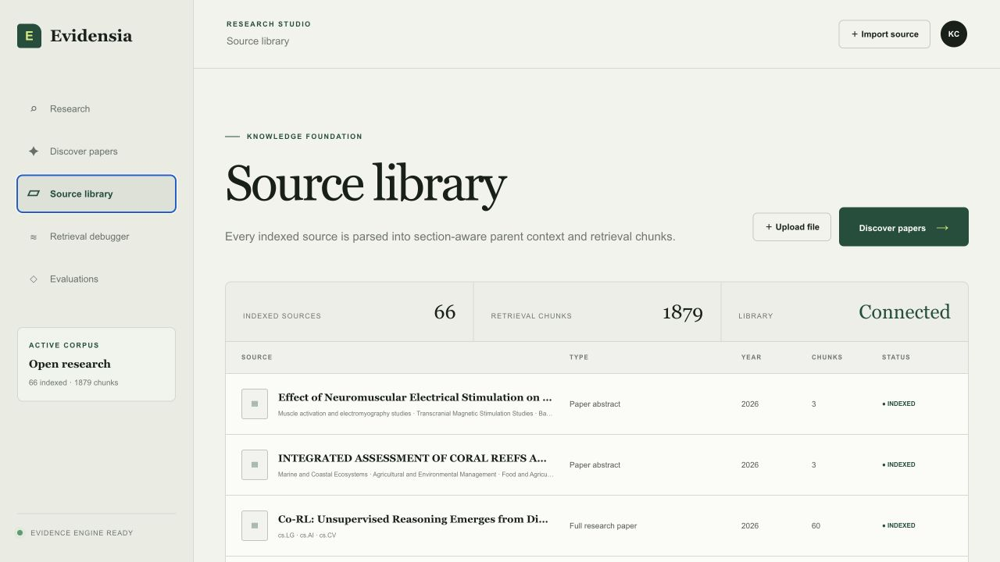 E Evidensia
Research
Discover papers
Source library
Retrieval debugger
Evaluations
ACTIVE CORPUS
Open research
66 indexed · 1879 chunks
EVIDENCE ENGINE READY
RESEARCH STUDIO
Source library
+ Import source
KC
KNOWLEDGE FOUNDATION
Source library
Every indexed source is parsed into section-aware parent context and retrieval chunks.
+ Upload file
Discover papers →
INDEXED SOURCES 66
RETRIEVAL CHUNKS 1879
LIBRARY Connected
SOURCE TYPE YEAR CHUNKS STATUS
Effect of Neuromuscular Electrical Stimulation on ...
Muscle activation and electromyography studies · Transcranial Magnetic Stimulation Studies · Ba...
Paper abstract 2026 3 • INDEXED
INTEGRATED ASSESSMENT OF CORAL REEFS A...
Marine and Coastal Ecosystems · Agricultural and Environmental Management · Food and Agricu...
Paper abstract 2026 3 • INDEXED
Co-RL: Unsupervised Reasoning Emerges from Di...
cs.LG · cs.AI · cs.CV
Full research paper 2026 60 • INDEXED